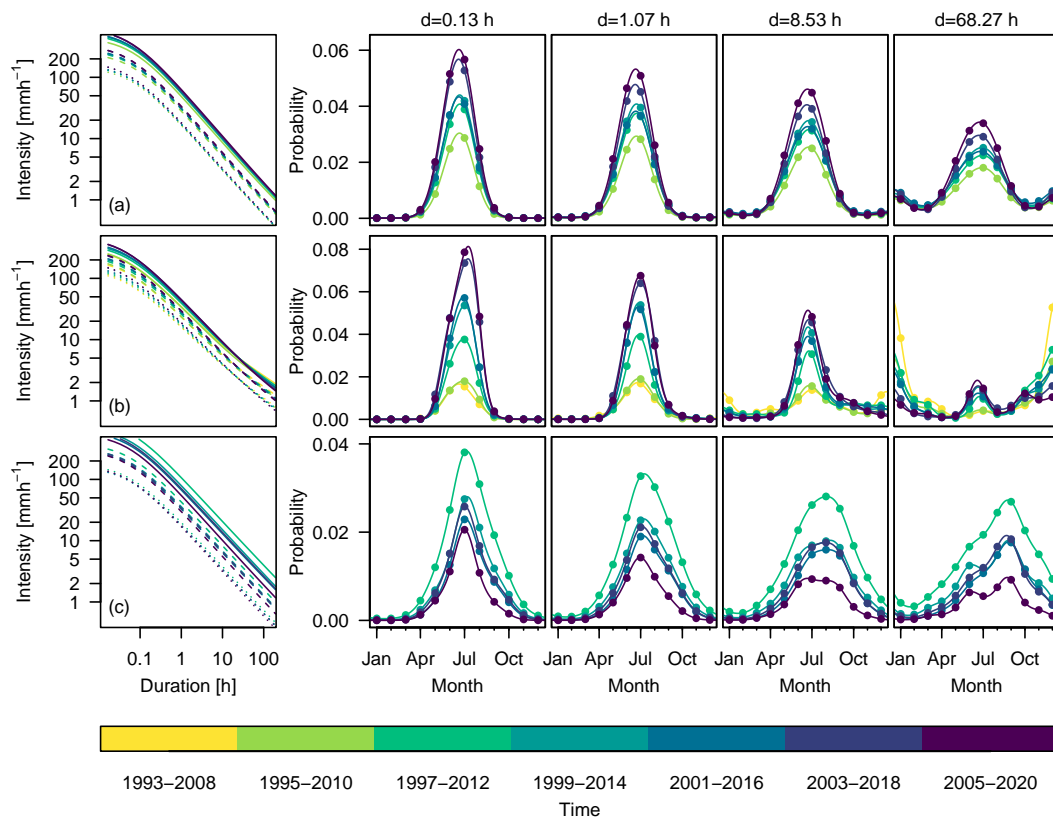 d=0.13 h d=1.07 h d=8.53 h d=68.27 h
Intensity [mmh−1]
200
100
50
20
10
5
2
1
(a)
Probability
0.06
0.04
0.02
0.00
Intensity [mmh−1]
200
100
50
20
10
5
2
1
(b)
Probability
0.08
0.06
0.04
0.02
0.00
Intensity [mmh−1]
200
100
50
20
10
5
2
1
(c)
Probability
0.04
0.02
0.00
0.1 1 10 100
Jan Apr Jul Oct Jan Apr Jul Oct Jan Apr Jul Oct Jan Apr Jul Oct
Duration [h] Month Month Month Month
1993−2008 1995−2010 1997−2012 1999−2014 2001−2016 2003−2018 2005−2020
Time